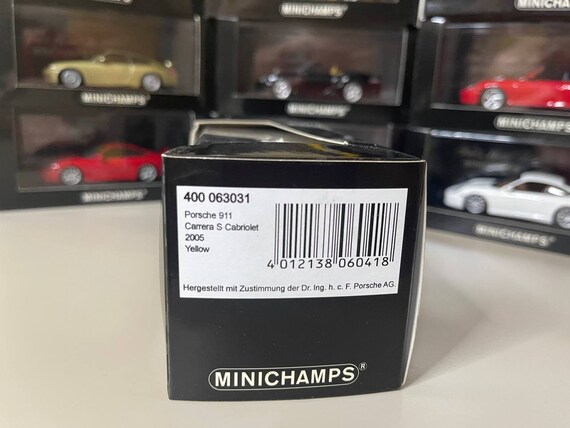 MINICHAMPS
MINICHAMPS
MINICHAMPS
MINICHAMPS
MINICHAMPS
MINICHAMPS
MINICHAMPS
400 063031
Porsche 911
Carrera S Cabriolet
2005
Yellow
4 012138 060418
Hergestellt mit Zustimmung der Dr. Ing. h. c. F. Porsche AG.
MINICHAMPS®